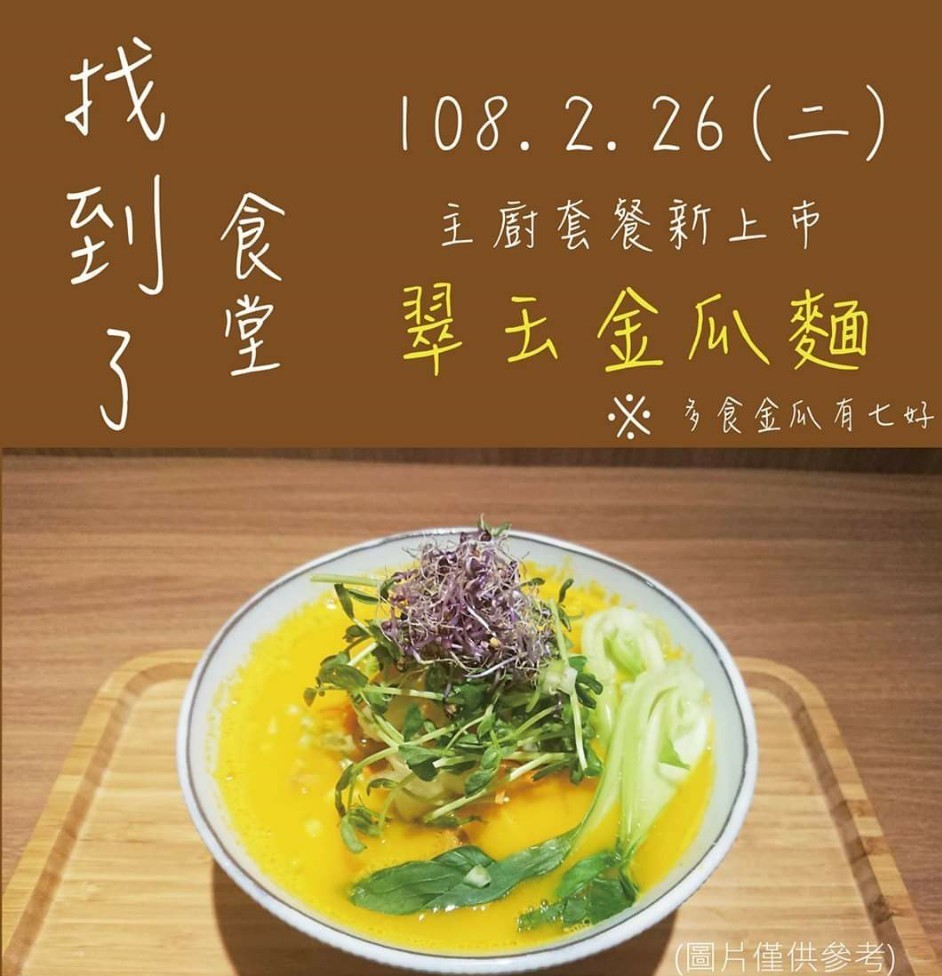 找到了
食堂
108.2.26(二)
主廚套餐新上市
翠玉金瓜麵
※ 多食金瓜有七好
(圖片僅供參考)